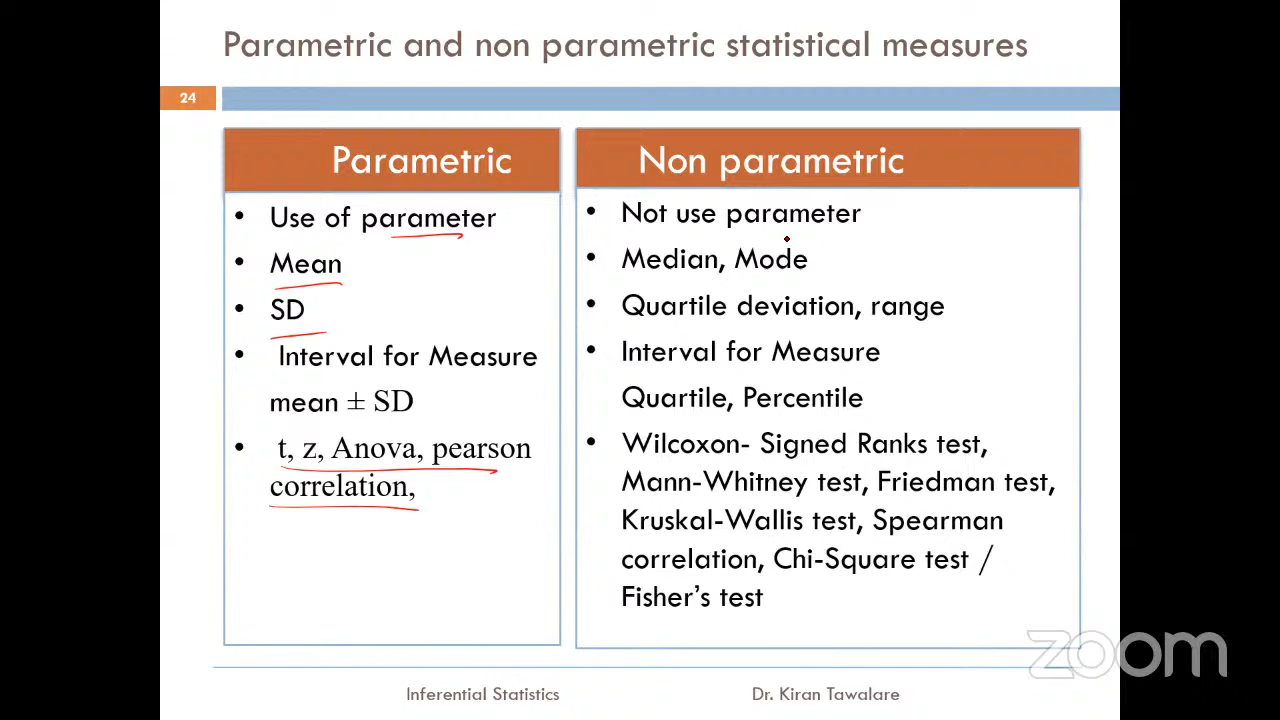 Parametric and non parametric statistical measures
24
Parametric
• Use of parameter
• Mean
• SD
• Interval for Measure
mean ± SD
• t, z, Anova, pearson
correlation,
Non parametric
• Not use parameter
• Median, Mode
• Quartile deviation, range
• Interval for Measure
Quartile, Percentile
• Wilcoxon- Signed Ranks test,
Mann-Whitney test, Friedman test,
Kruskal-Wallis test, Spearman
correlation, Chi-Square test /
Fisher’s test
zoom
Inferential Statistics
Dr. Kiran Tawalare